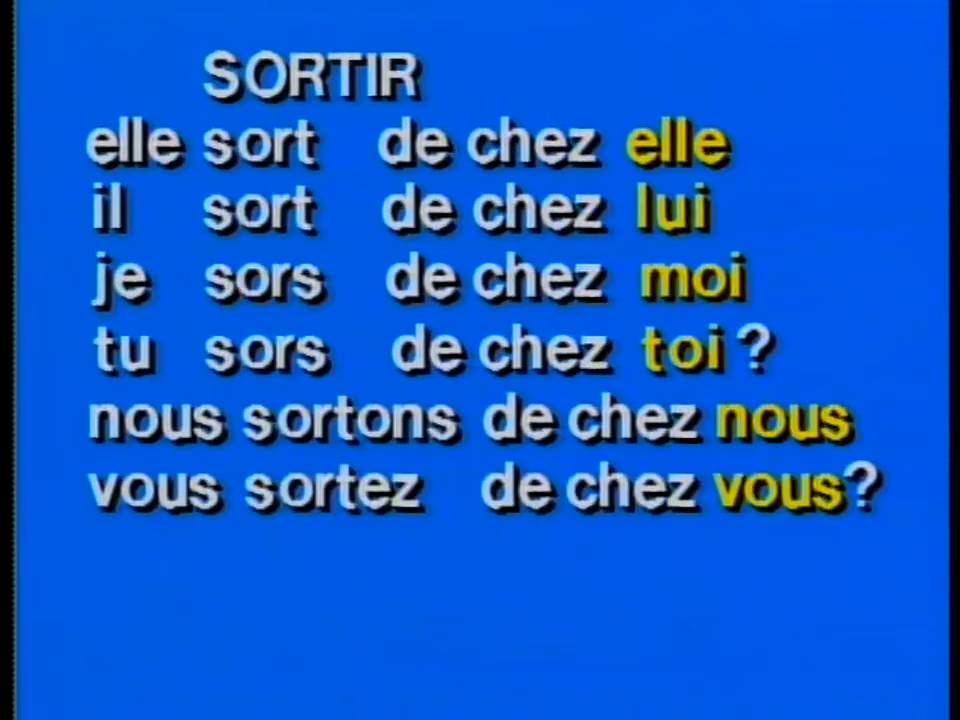 SORTIR
elle sort de chez elle
il sort de chez lui
je sors de chez moi
tu sors de chez toi ?
nous sortons de chez nous
vous sortez de chez vous?